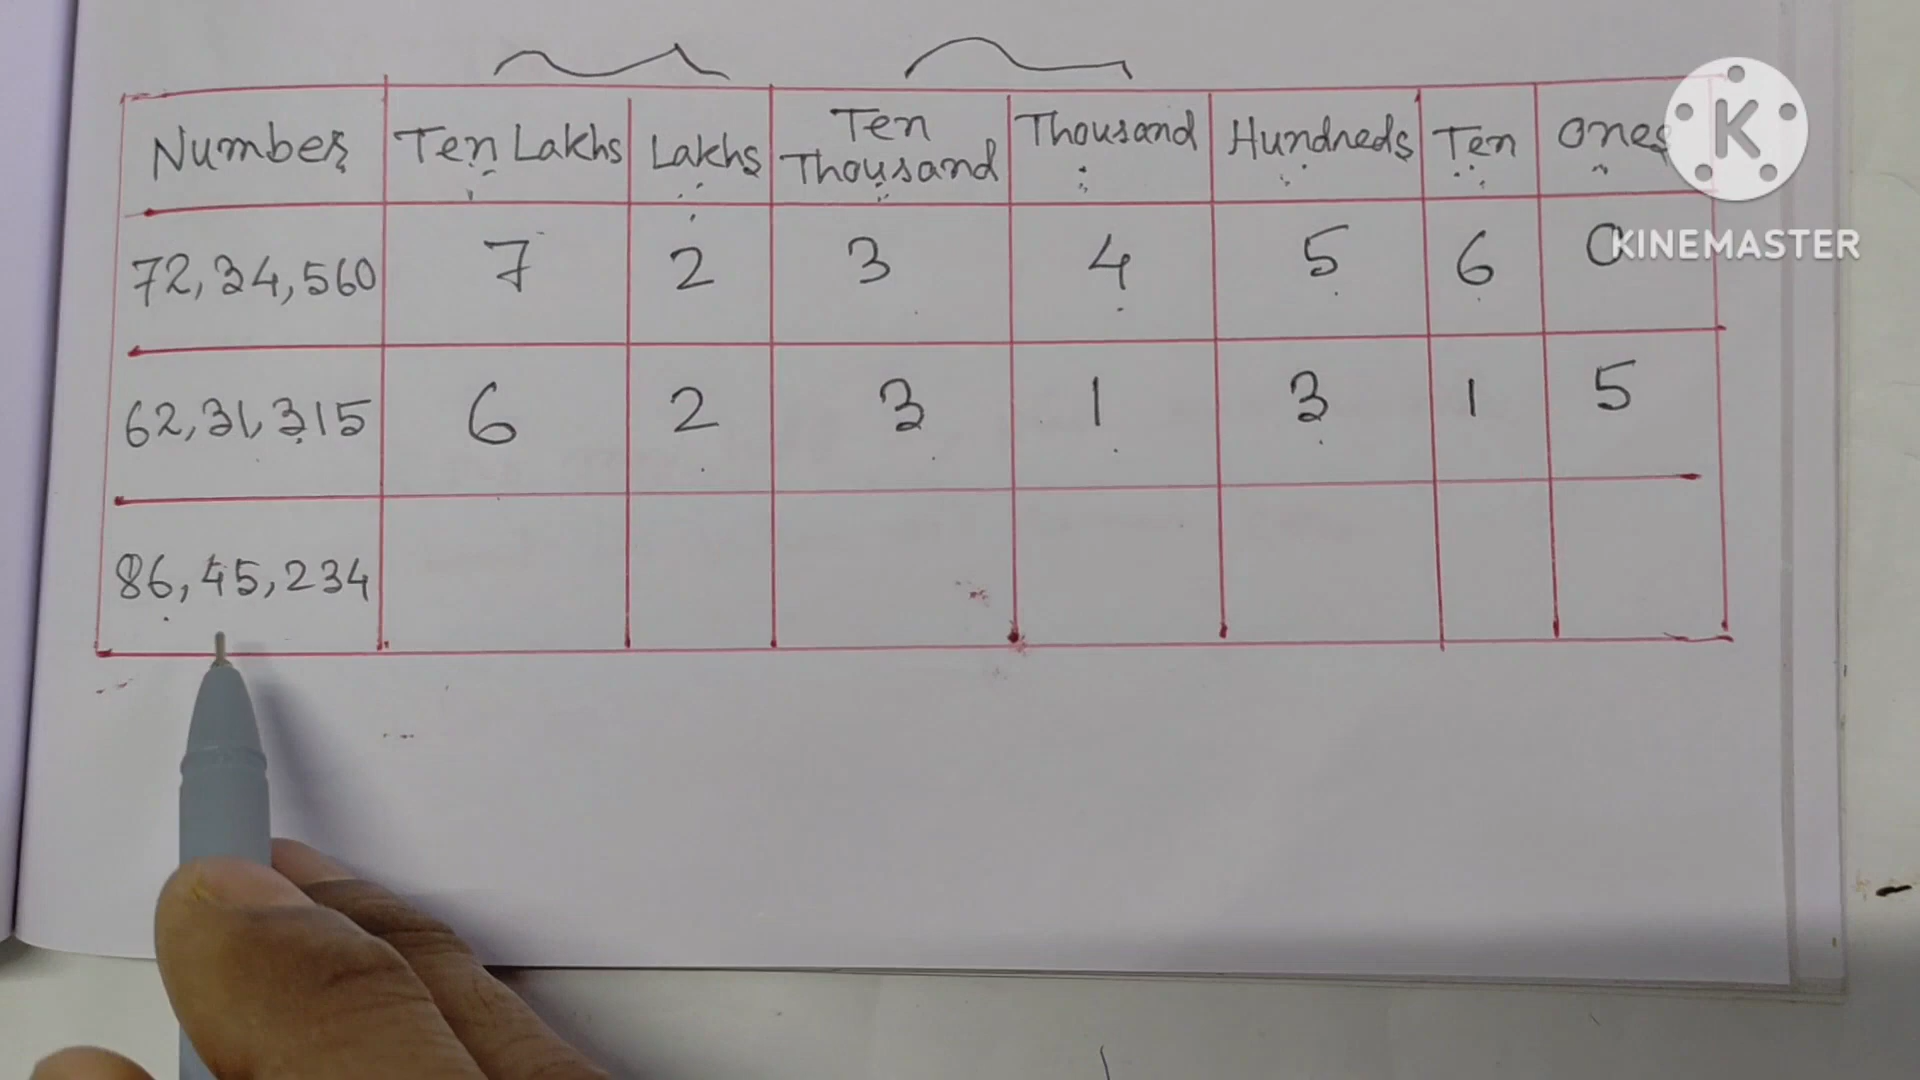 Number Ten Lakhs Lakhs Ten Thousand Thousand Hundreds Ten Ones
72,34,560 7 2 3 4 5 6 0
62,31,315 6 2 3 1 3 1 5
86,45,234
K
KINEMASTER